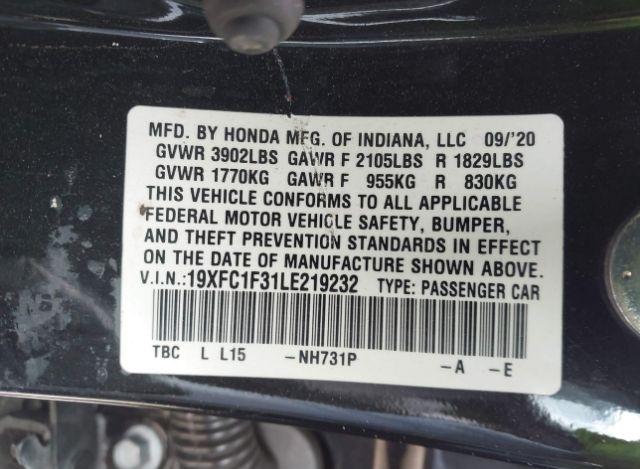 MFD. BY HONDA MFG. OF INDIANA, LLC 09/'20
GVWR 3902LBS GAWR F 2105LBS R 1829LBS
GVWR 1770KG GAWR F 955KG R 830KG
THIS VEHICLE CONFORMS TO ALL APPLICABLE
FEDERAL MOTOR VEHICLE SAFETY, BUMPER,
AND THEFT PREVENTION STANDARDS IN EFFECT
ON THE DATE OF MANUFACTURE SHOWN ABOVE.
V.I.N.:19XFC1F31LE219232 TYPE: PASSENGER CAR
TBC L L15 -NH731P -A -E